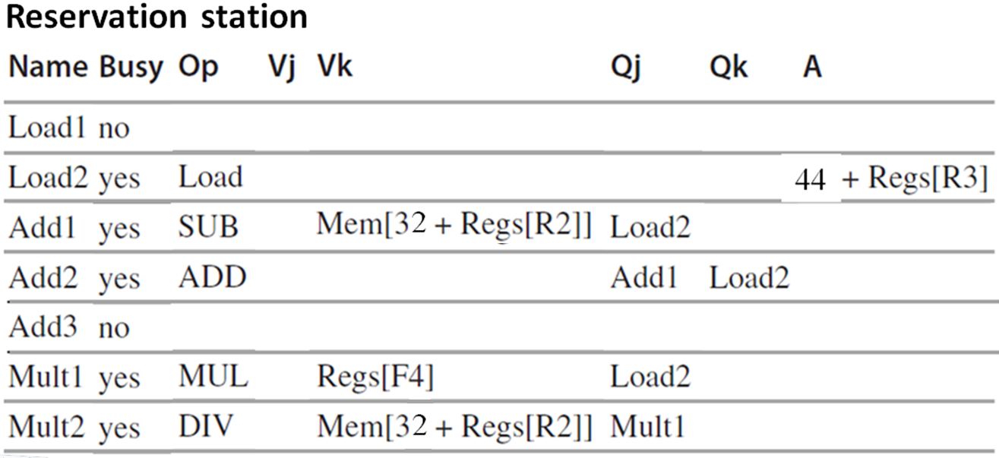 Reservation station
Name Busy Op Vj Vk Qj Qk A
Load1 no
Load2 yes Load 44 + Regs[R3]
Add1 yes SUB Mem[32 + Regs[R2]] Load2
Add2 yes ADD Add1 Load2
Add3 no
Mult1 yes MUL Regs[F4] Load2
Mult2 yes DIV Mem[32 + Regs[R2]] Mult1